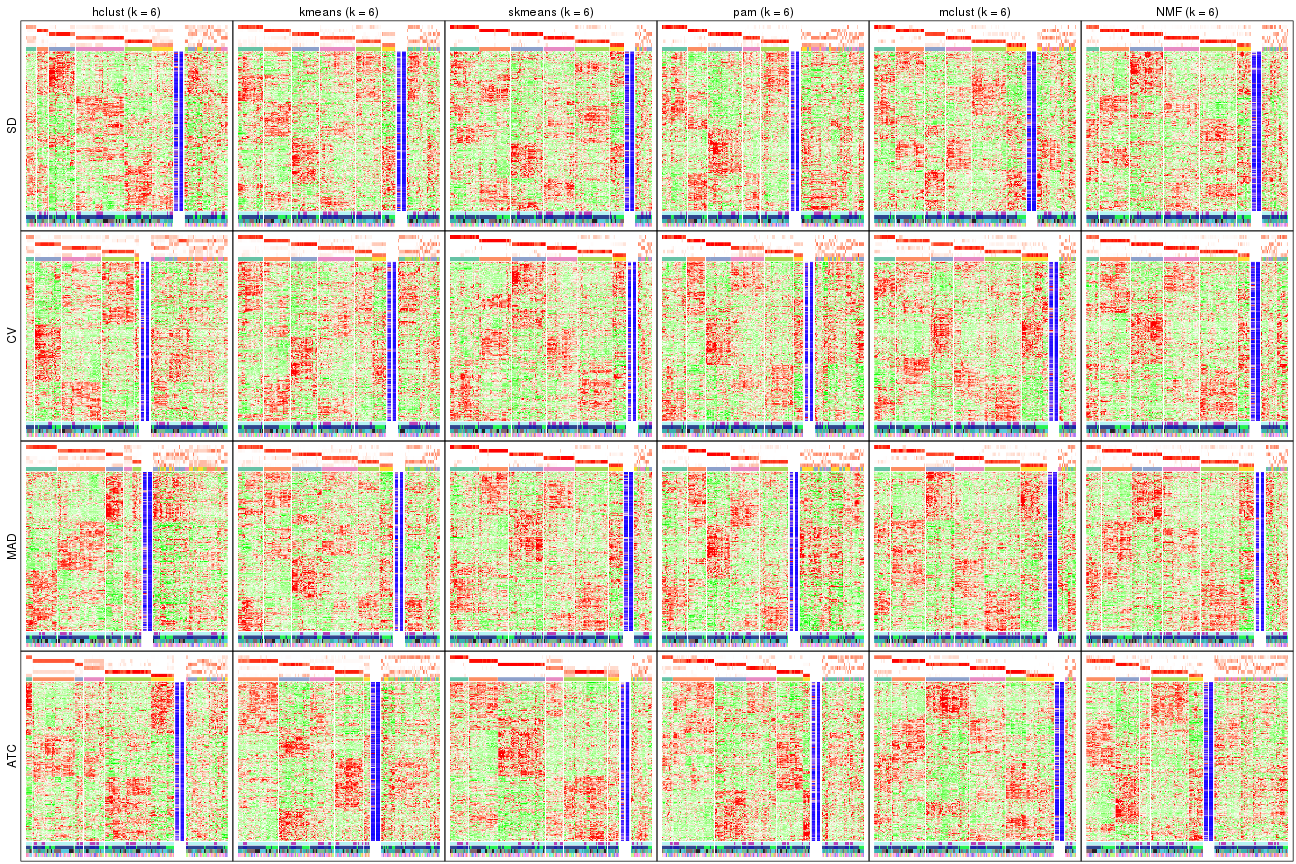 hclust (k = 6) kmeans (k = 6) skmeans (k = 6) pam (k = 6) mclust (k = 6) NMF (k = 6)
SD
CV
MAD
ATC